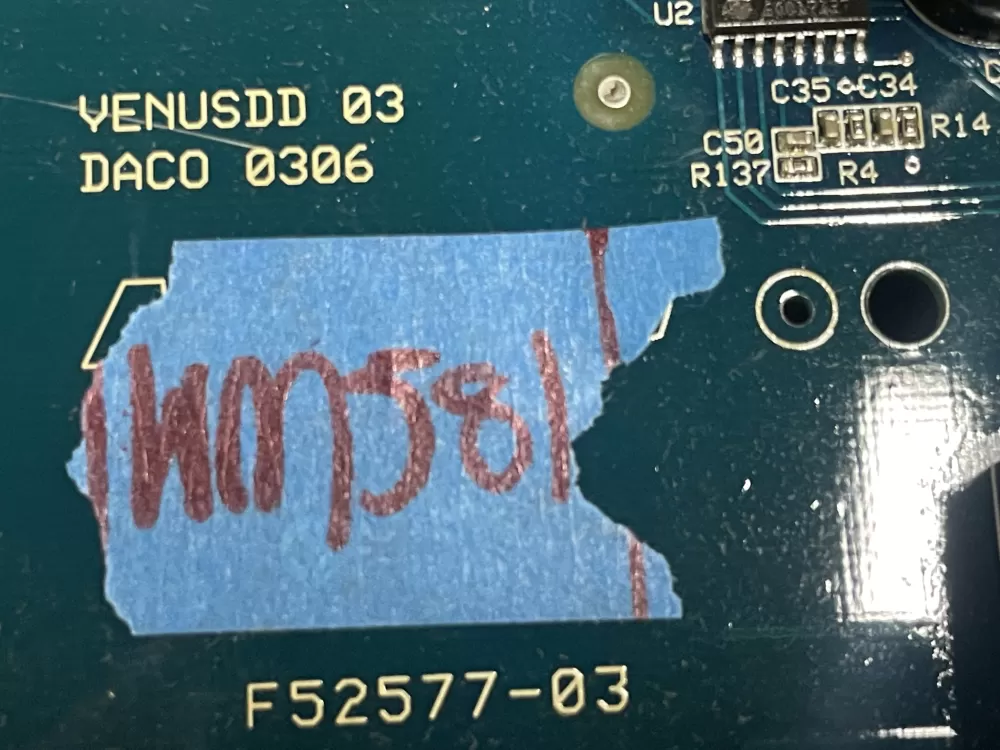 U2
C35 C34
C50
R14
R137
R4
VENUSDD 03
DACO 0306
WM581
F52577-03